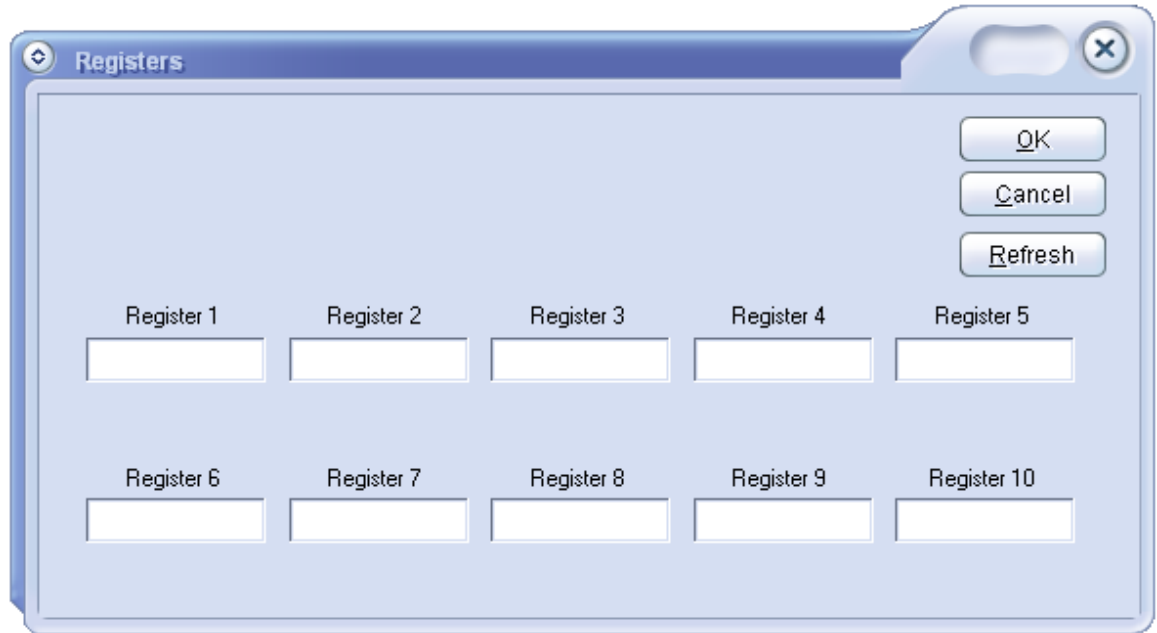 Registers
OK
Cancel
Refresh
Register 1 Register 2 Register 3 Register 4 Register 5
Register 6 Register 7 Register 8 Register 9 Register 10